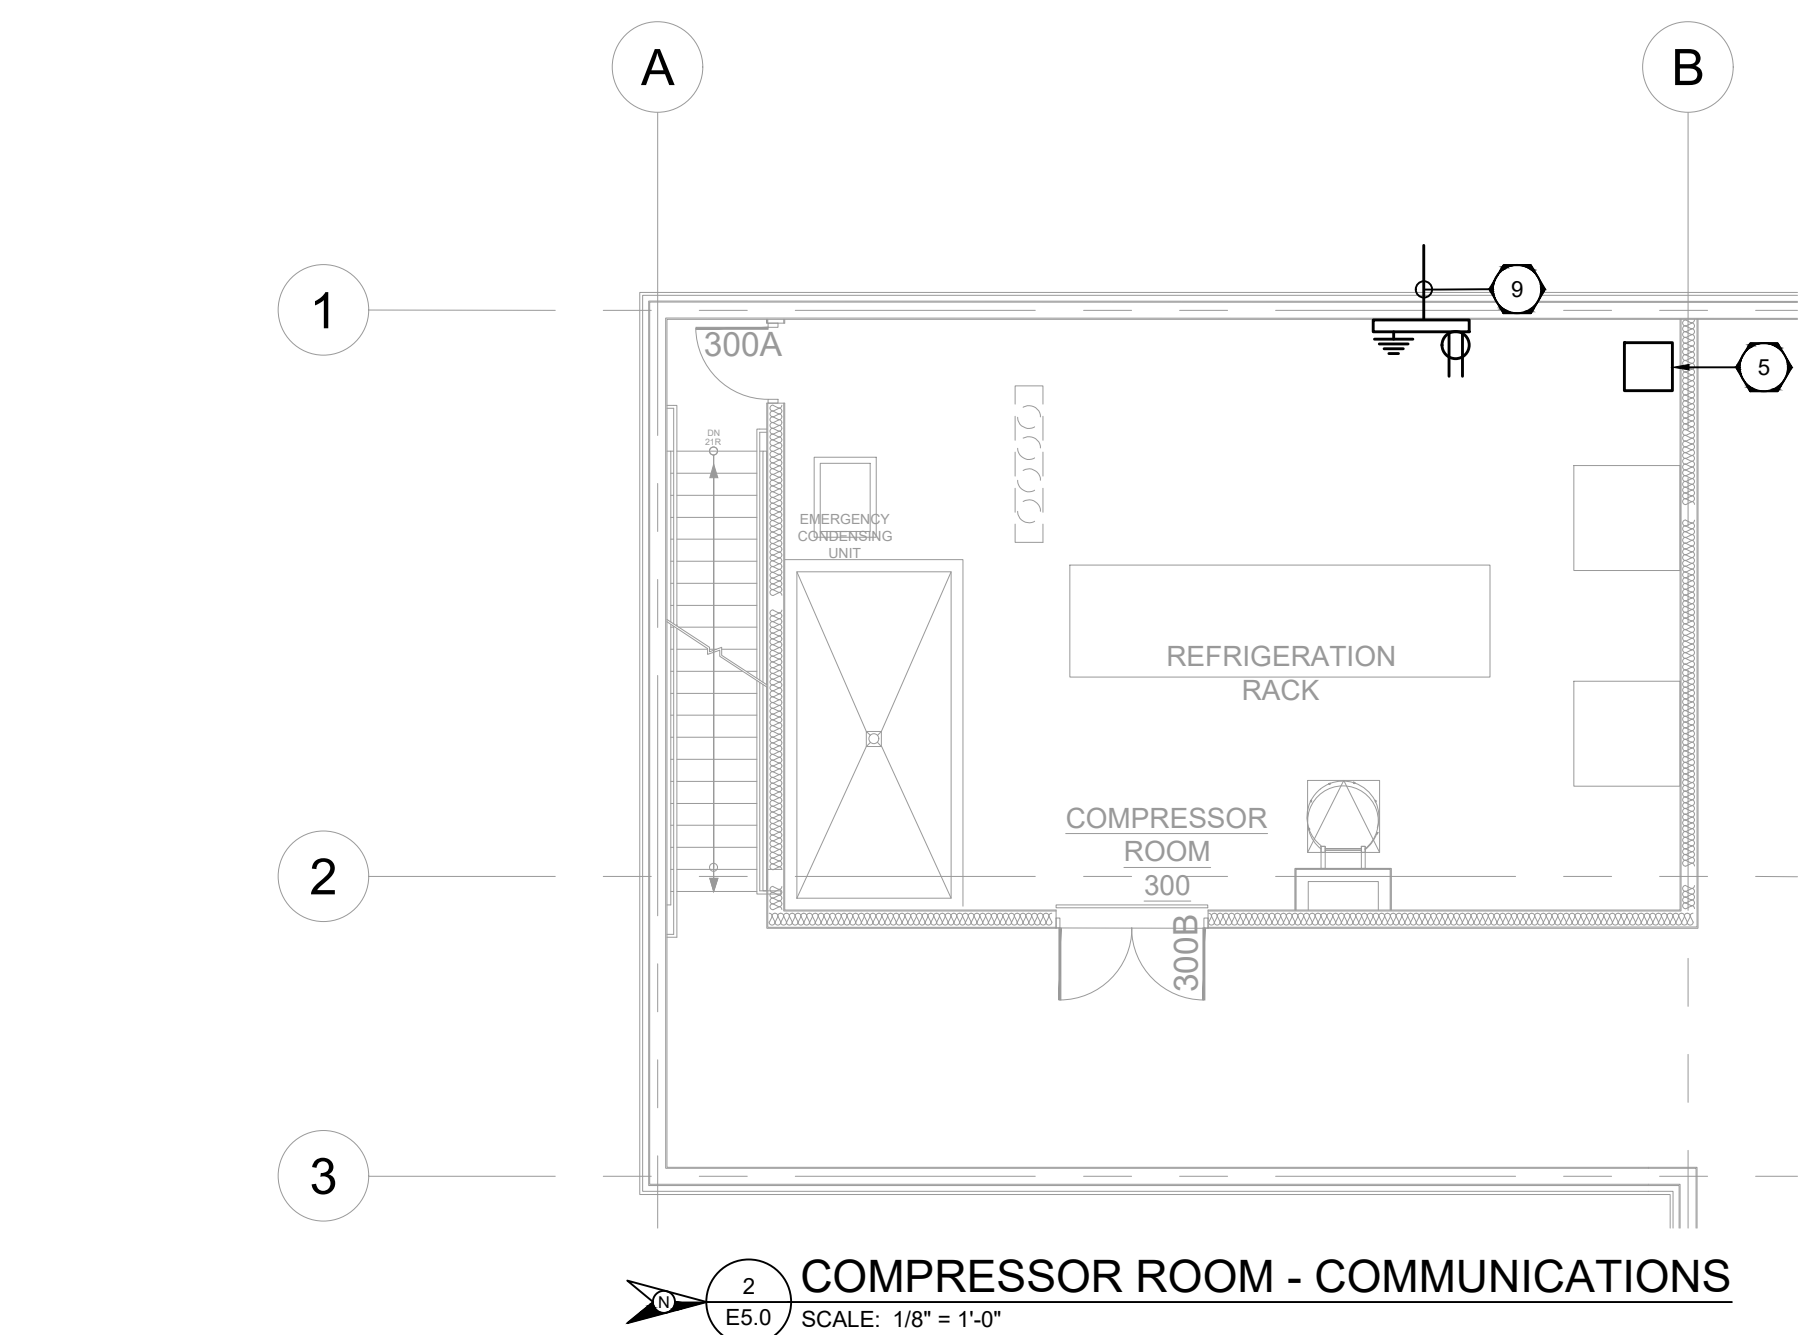 A
B
1
9
300A
5
DN
21R
EMERGENCY
CONDENSING
UNIT
REFRIGERATION
RACK
COMPRESSOR
ROOM
300
2
300B
3
N
2
E5.0
COMPRESSOR ROOM - COMMUNICATIONS
SCALE: 1/8" = 1'-0"